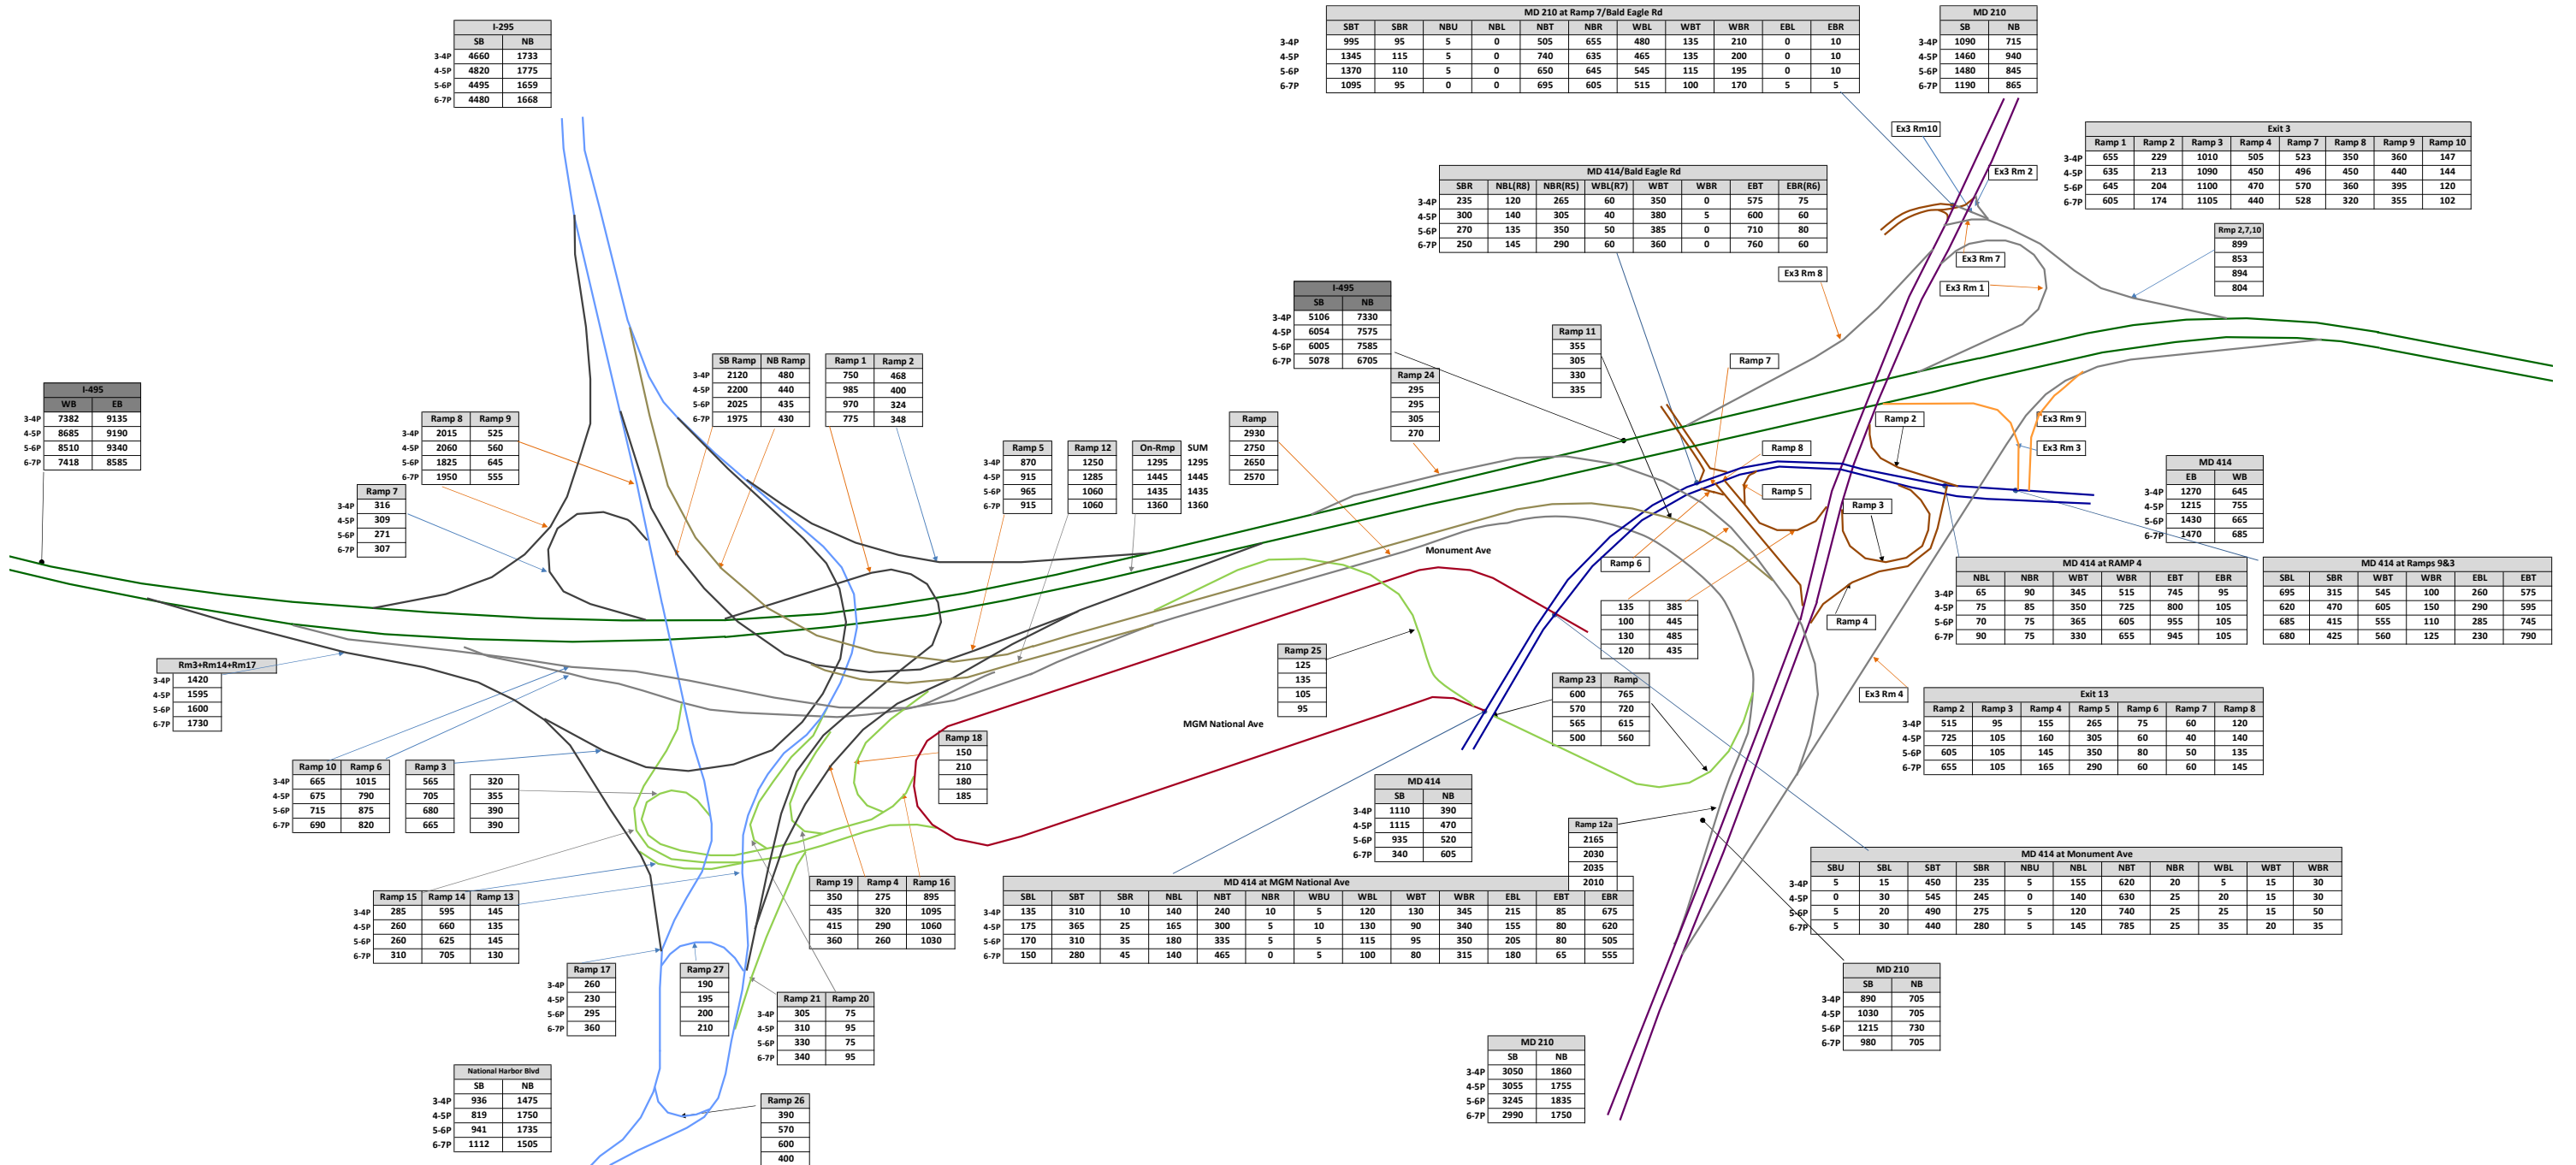 I-295
SB NB
3-4P 4660 1733
4-5P 4820 1775
5-6P 4495 1659
6-7P 4480 1668
MD 210 at Ramp 7/Bald Eagle Rd
SBT SBR NBU NBL NBT NBR WBL WBT WBR EBL EBR
3-4P 995 95 5 0 505 655 480 135 210 0 10
4-5P 1345 115 5 0 740 635 465 135 200 0 10
5-6P 1370 110 5 0 650 645 545 115 195 0 10
6-7P 1095 95 0 0 695 605 515 100 170 5 5
MD 210
SB NB
3-4P 1090 715
4-5P 1460 940
5-6P 1480 845
6-7P 1190 865
Ex3 Rm10
Ex3 Rm 2
Exit 3
Ramp 1 Ramp 2 Ramp 3 Ramp 4 Ramp 7 Ramp 8 Ramp 9 Ramp 10
3-4P 655 229 1010 505 523 350 360 147
4-5P 635 213 1090 450 496 450 440 144
5-6P 645 204 1100 470 570 360 395 120
6-7P 605 174 1105 440 528 320 355 102
MD 414/Bald Eagle Rd
SBR NBL(R8) NBR(R5) WBL(R7) WBT WBR EBT EBR(R6)
3-4P 235 120 265 60 350 0 575 75
4-5P 300 140 305 40 380 5 600 60
5-6P 270 135 350 50 385 0 710 80
6-7P 250 145 290 60 360 0 760 60
Rmp 2,7,10
899
853
894
804
Ex3 Rm 7
Ex3 Rm 8
Ex3 Rm 1
I-495
SB NB
3-4P 5106 7330
4-5P 6054 7575
5-6P 6005 7585
6-7P 5078 6705
Ramp 11
355
305
330
335
Ramp 7
SB Ramp NB Ramp
3-4P 2120 480
4-5P 2200 440
5-6P 2025 435
6-7P 1975 430
Ramp 1 Ramp 2
750 468
985 400
970 324
775 348
Ramp 24
295
295
305
270
I-495
WB EB
3-4P 7382 9135
4-5P 8685 9190
5-6P 8510 9340
6-7P 7418 8585
Ramp 8 Ramp 9
3-4P 2015 525
4-5P 2060 560
5-6P 1825 645
6-7P 1950 555
Ramp
2930
2750
2650
2570
Ramp 2
Ex3 Rm 9
Ex3 Rm 3
Ramp 5
3-4P 870
4-5P 915
5-6P 965
6-7P 915
Ramp 12
1250
1285
1060
1060
On-Rmp SUM
1295 1295
1445 1445
1435 1435
1360 1360
Ramp 8
Ramp 5
Ramp 3
MD 414
EB WB
3-4P 1270 645
4-5P 1215 755
5-6P 1430 665
6-7P 1470 685
Ramp 7
3-4P 316
4-5P 309
5-6P 271
6-7P 307
Monument Ave
Ramp 6
MD 414 at RAMP 4
NBL NBR WBT WBR EBT EBR
3-4P 65 90 345 515 745 95
4-5P 75 85 350 725 800 105
5-6P 70 75 365 605 955 105
6-7P 90 75 330 655 945 105
MD 414 at Ramps 9&3
SBL SBR WBT WBR EBL EBT
695 315 545 100 260 575
620 470 605 150 290 595
685 415 555 110 285 745
680 425 560 125 230 790
135 385
100 445
130 485
120 435
Ramp 4
Rm3+Rm14+Rm17
3-4P 1420
4-5P 1595
5-6P 1600
6-7P 1730
Ramp 25
125
135
105
95
Ramp 23 Ramp
600 765
570 720
565 615
500 560
Ex3 Rm 4
Exit 13
Ramp 2 Ramp 3 Ramp 4 Ramp 5 Ramp 6 Ramp 7 Ramp 8
3-4P 515 95 155 265 75 60 120
4-5P 725 105 160 305 60 40 140
5-6P 605 105 145 350 80 50 135
6-7P 655 105 165 290 60 60 145
MGM National Ave
Ramp 18
150
210
180
185
Ramp 10 Ramp 6
3-4P 665 1015
4-5P 675 790
5-6P 715 875
6-7P 690 820
Ramp 3
565
705
680
665
320
355
390
390
MD 414
SB NB
3-4P 1110 390
4-5P 1115 470
5-6P 935 520
6-7P 340 605
Ramp 12a
2165
2030
2035
2010
MD 414 at Monument Ave
SBU SBL SBT SBR NBU NBL NBT NBR WBL WBT WBR
3-4P 5 15 450 235 5 155 620 20 5 15 30
4-5P 0 30 545 245 0 140 630 25 20 15 30
5-6P 5 20 490 275 5 120 740 25 25 15 50
6-7P 5 30 440 280 5 145 785 25 35 20 35
Ramp 15 Ramp 14 Ramp 13
3-4P 285 595 145
4-5P 260 660 135
5-6P 260 625 145
6-7P 310 705 130
Ramp 19 Ramp 4 Ramp 16
350 275 895
435 320 1095
415 290 1060
360 260 1030
MD 414 at MGM National Ave
SBL SBT SBR NBL NBT NBR WBU WBL WBT WBR EBL EBT EBR
3-4P 135 310 10 140 240 10 5 120 130 345 215 85 675
4-5P 175 365 25 165 300 5 10 130 90 340 155 80 620
5-6P 170 310 35 180 335 5 5 115 95 350 205 80 505
6-7P 150 280 45 140 465 0 5 100 80 315 180 65 555
Ramp 17
3-4P 260
4-5P 230
5-6P 295
6-7P 360
Ramp 27
190
195
200
210
Ramp 21 Ramp 20
3-4P 305 75
4-5P 310 95
5-6P 330 75
6-7P 340 95
MD 210
SB NB
3-4P 890 705
4-5P 1030 705
5-6P 1215 730
6-7P 980 705
MD 210
SB NB
3-4P 3050 1860
4-5P 3055 1755
5-6P 3245 1835
6-7P 2990 1750
National Harbor Blvd
SB NB
3-4P 936 1475
4-5P 819 1750
5-6P 941 1735
6-7P 1112 1505
Ramp 26
390
570
600
400